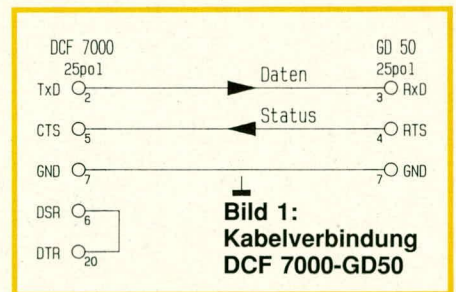 DCF 7000 GD 50
25pol 25pol
TxD 2 Daten 3 RxD
CTS 5 Status 4 RTS
GND 7 7 GND
DSR 6
DTR 20
Bild 1:
Kabelverbindung
DCF 7000-GD50